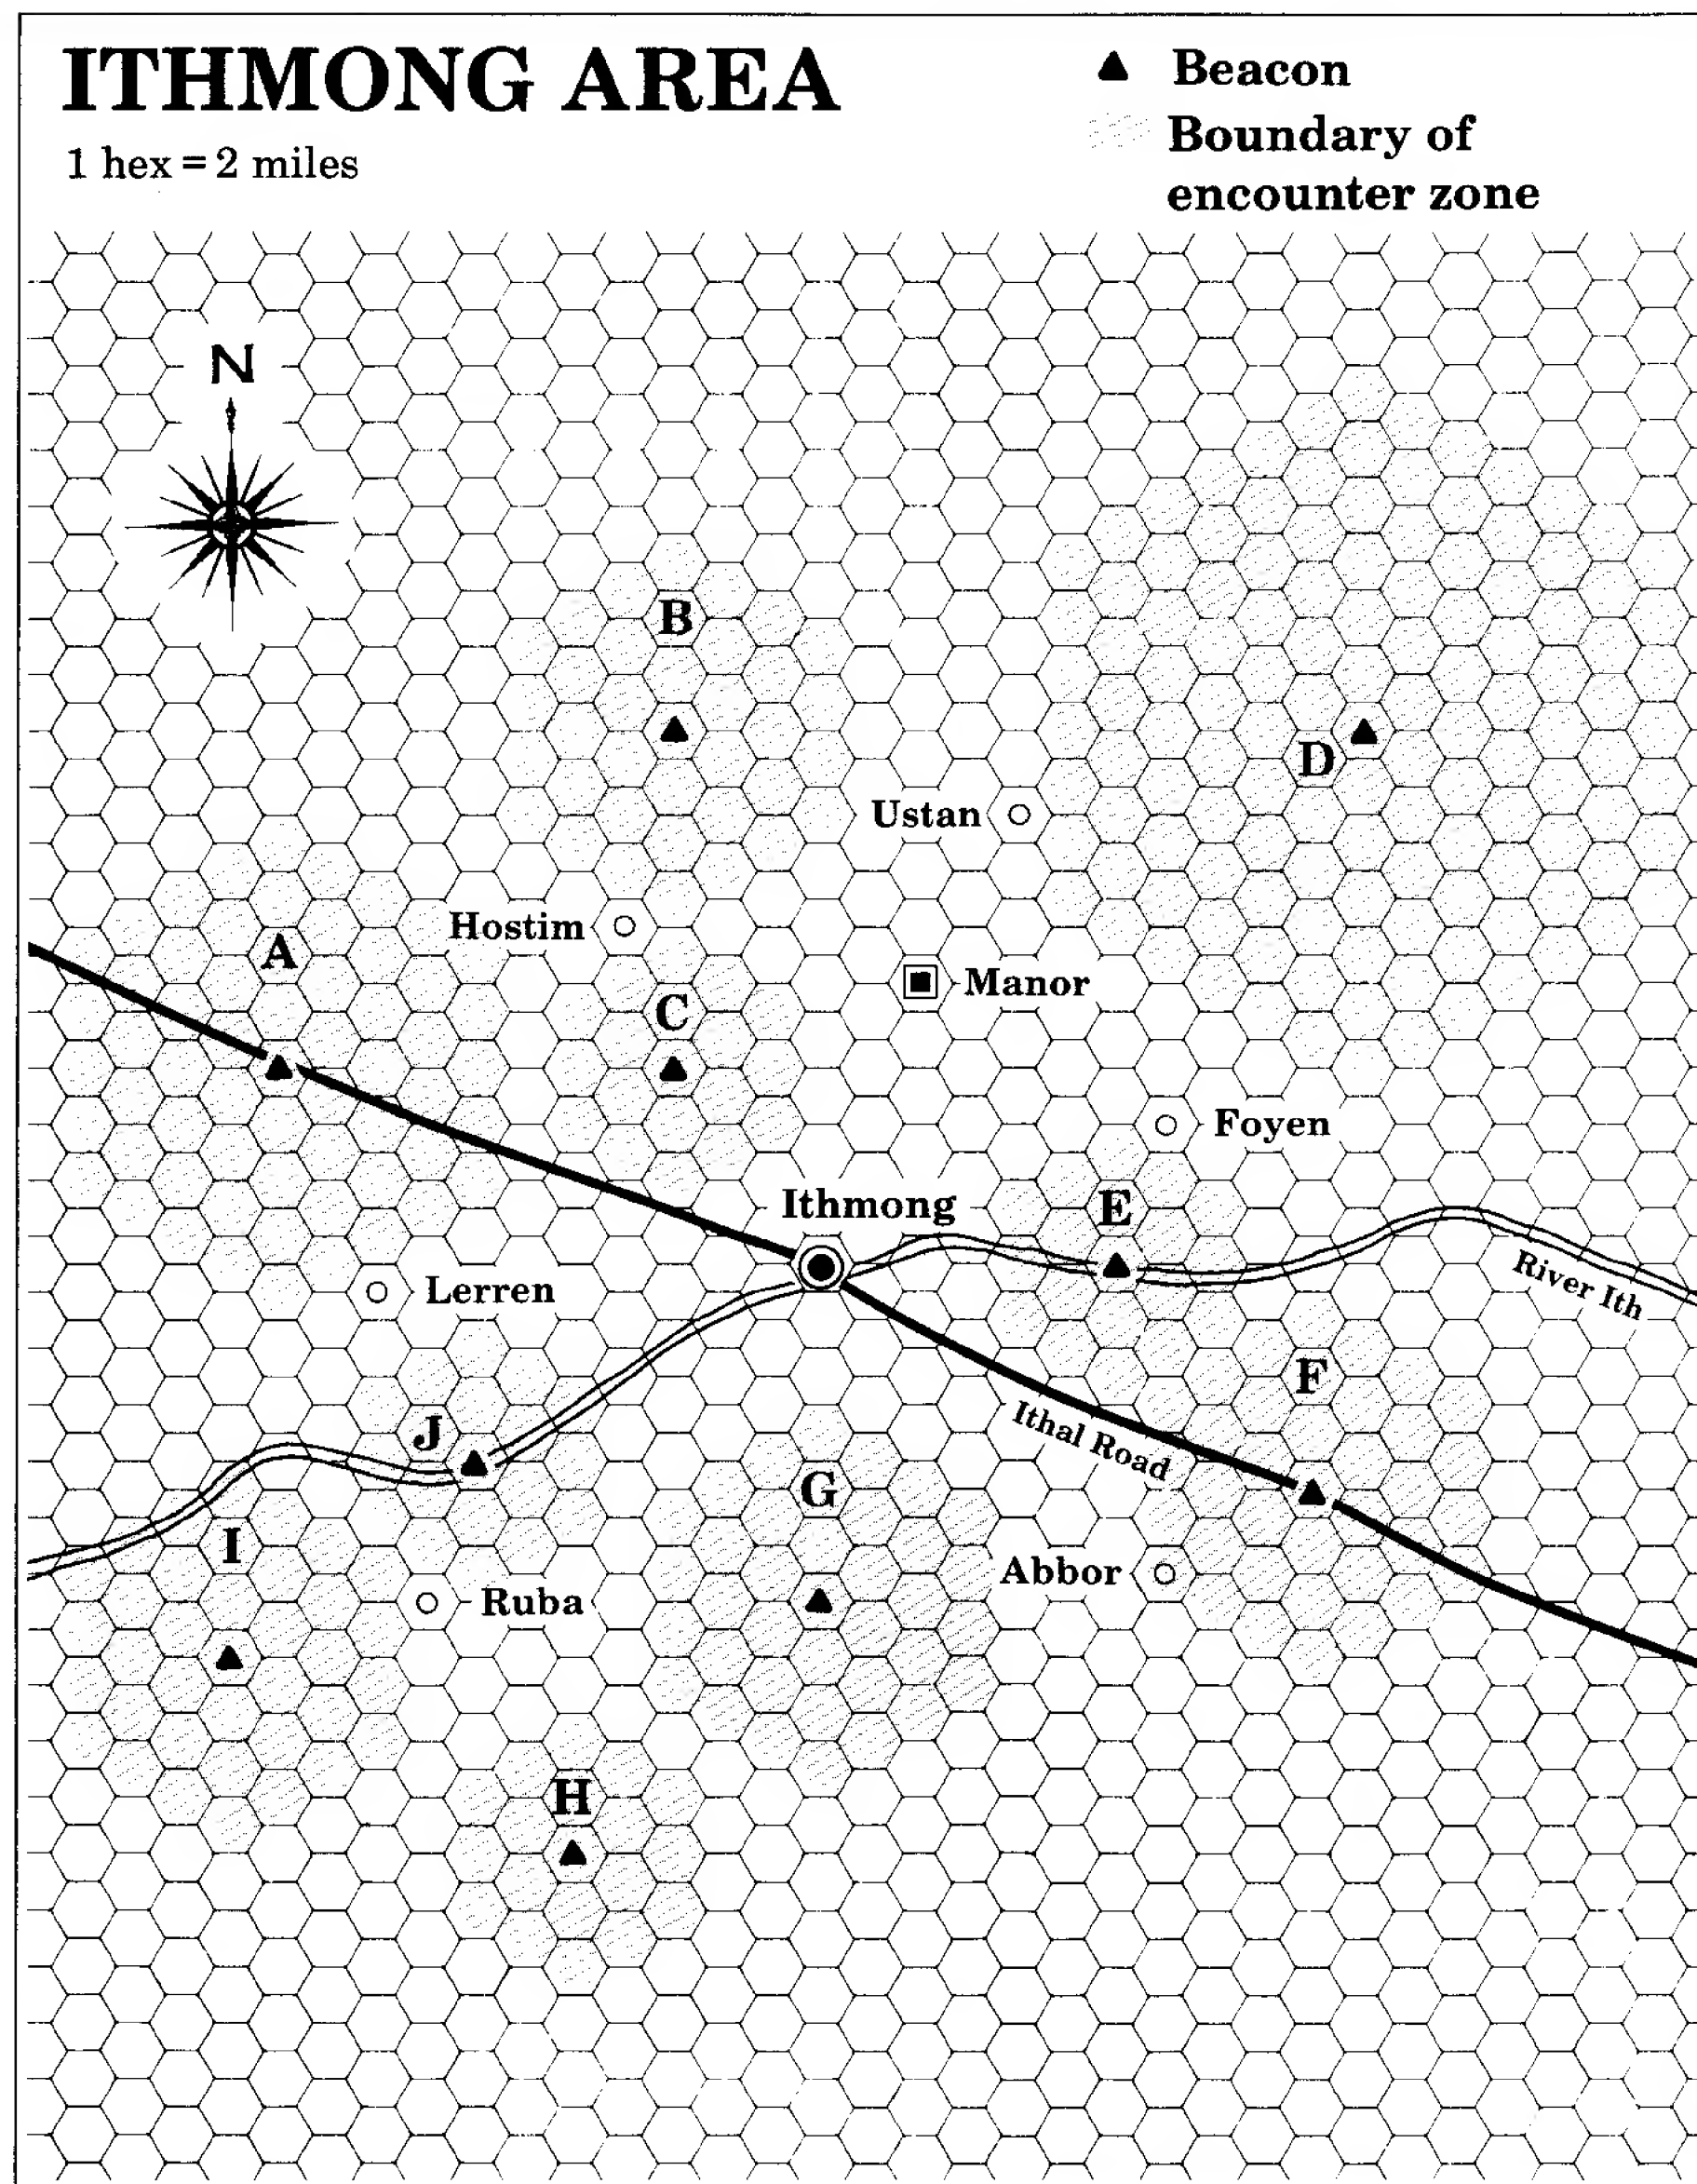 ITHMONG AREA
1 hex = 2 miles
Beacon
Boundary of
encounter zone
N
B
D
Ustan
Hostim
A
Manor
C
Foyen
Ithmong
E
River Ith
Lerren
F
J
Ithal Road
G
I
Abbor
Ruba
H